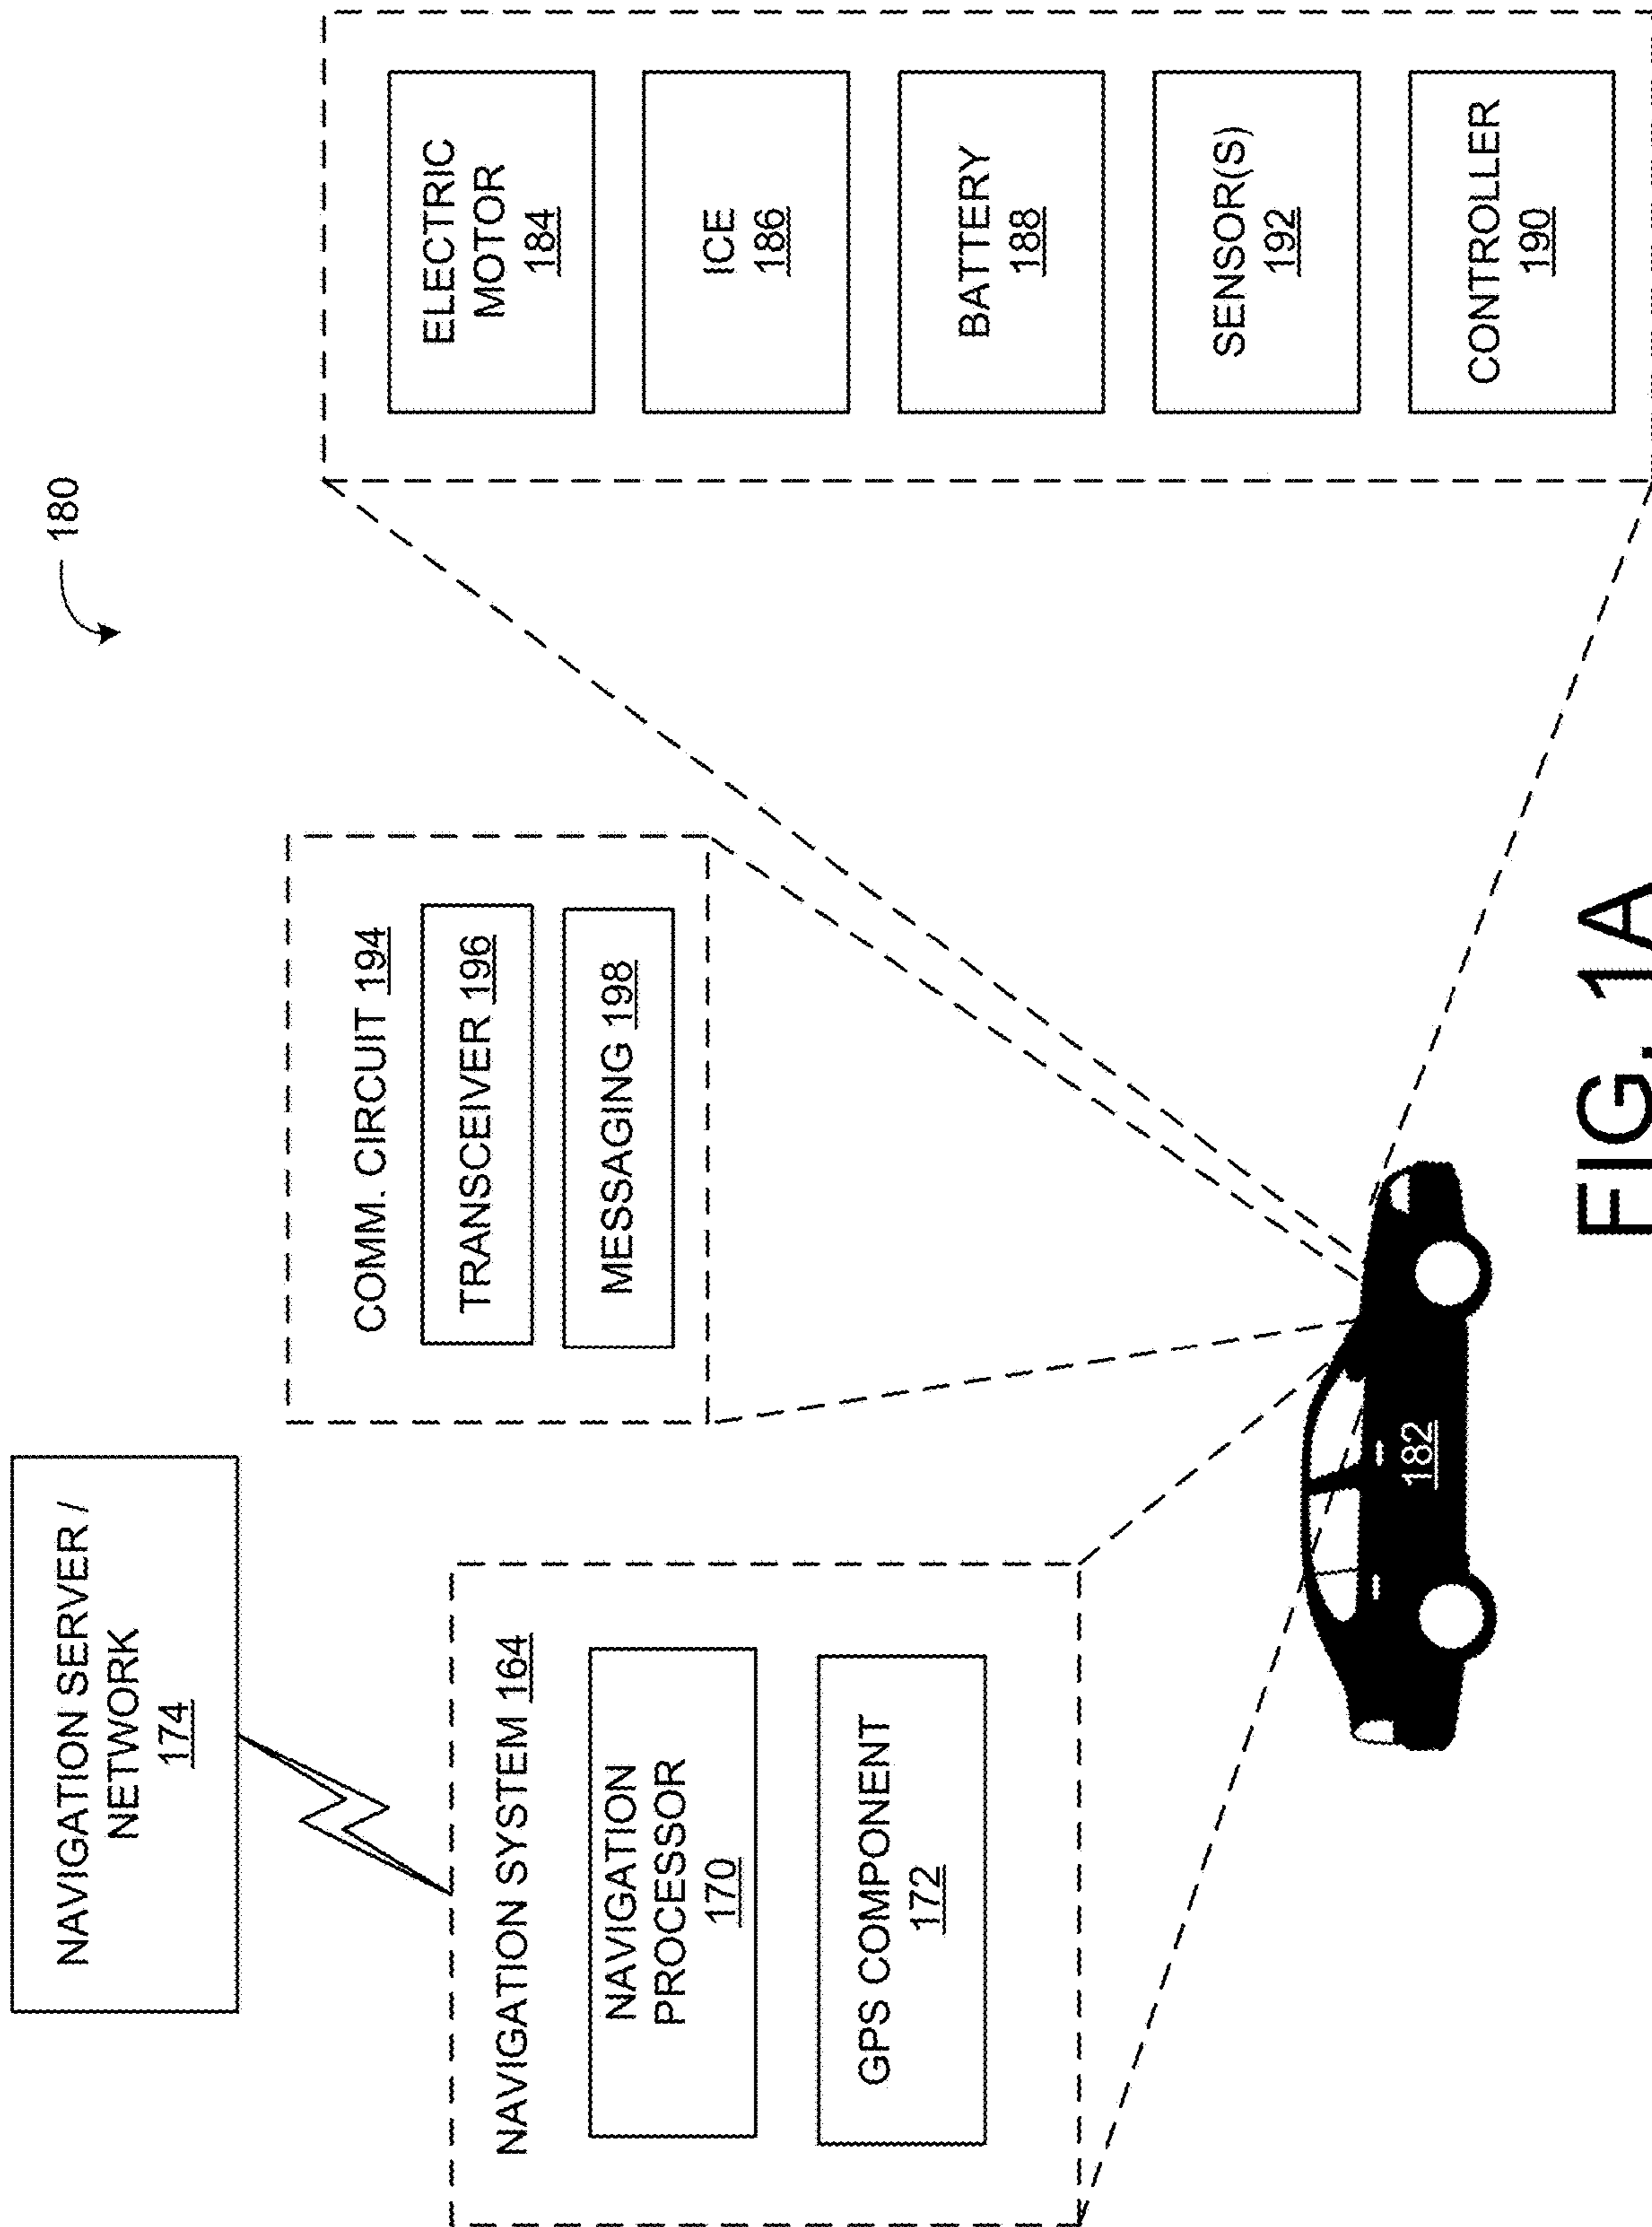 180
NAVIGATION SERVER /
NETWORK
174
NAVIGATION SYSTEM 164
NAVIGATION
PROCESSOR
170
GPS COMPONENT
172
COMM. CIRCUIT 194
TRANSCEIVER 196
MESSAGING 198
ELECTRIC
MOTOR
184
ICE
186
BATTERY
188
SENSOR(S)
192
CONTROLLER
190
182
FIG. 1A